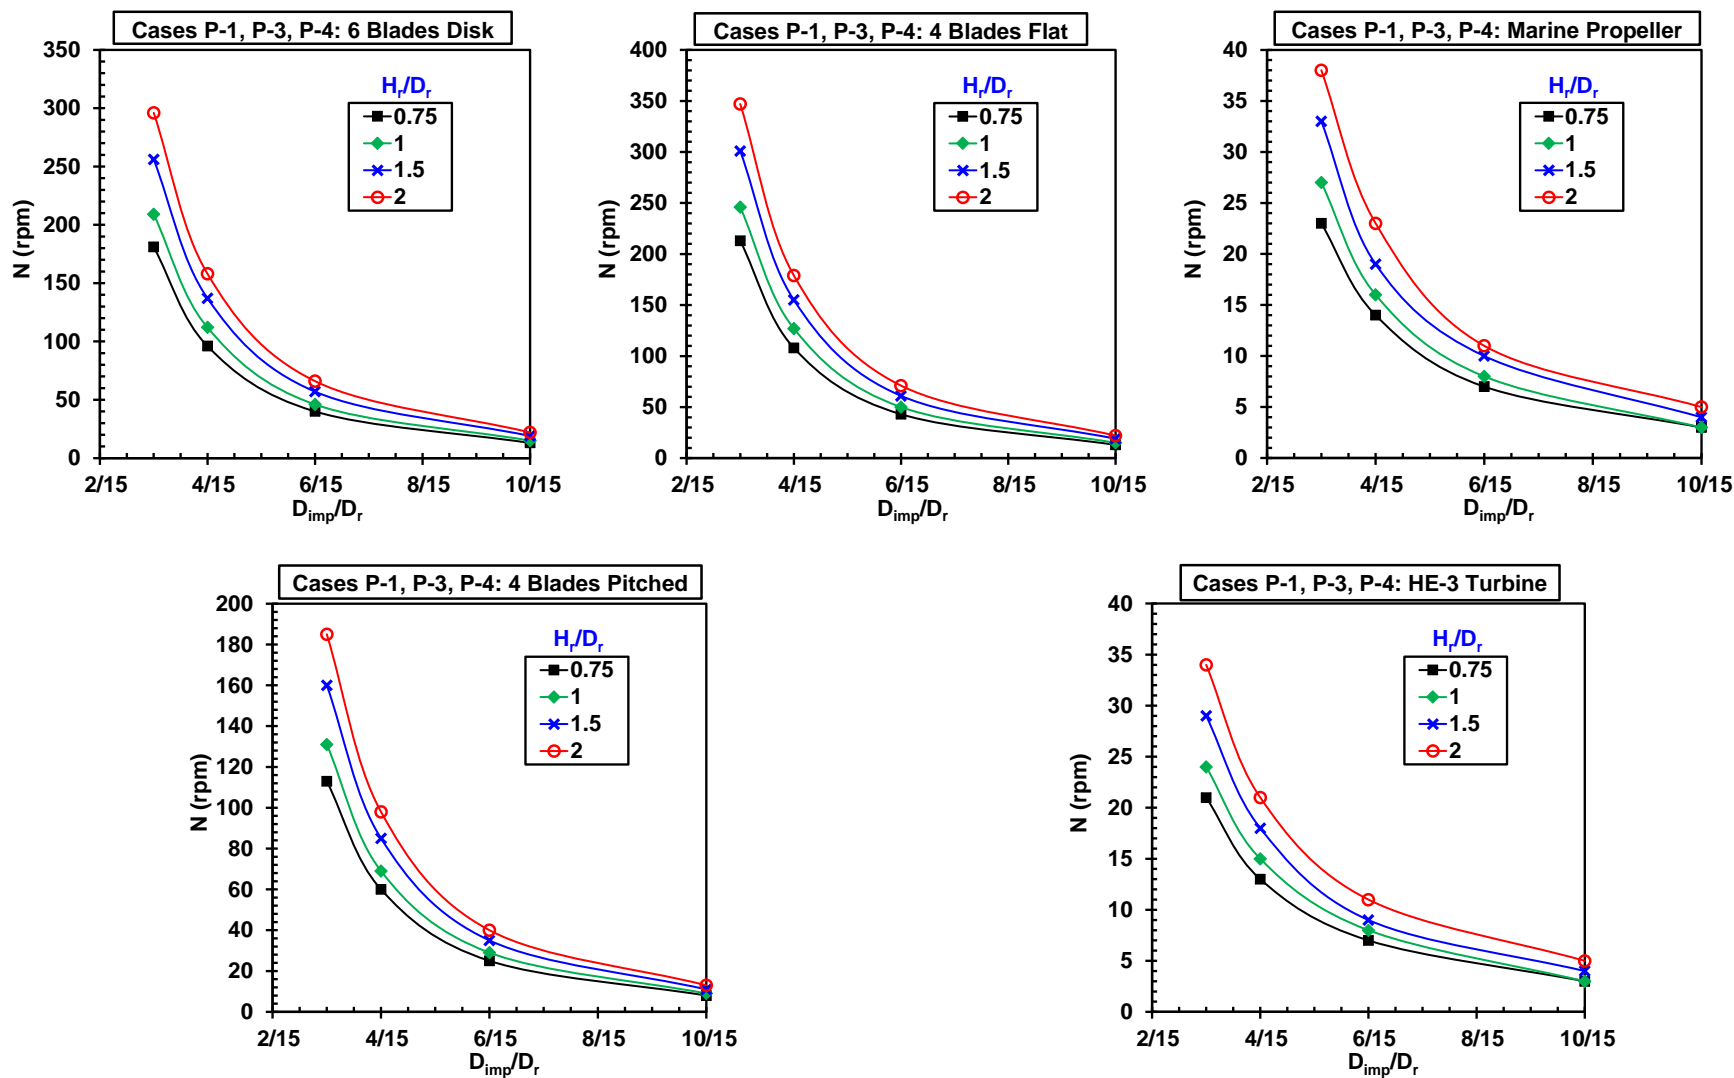 Cases P-1, P-3, P-4: 6 Blades Disk
350
300
250
200
150
100
50
0
N (rpm)
Hr/Dr
0.75
1
1.5
2
2/15 4/15 6/15 8/15 10/15
Dimp/Dr
Cases P-1, P-3, P-4: 4 Blades Flat
400
350
300
250
200
150
100
50
0
N (rpm)
Hr/Dr
0.75
1
1.5
2
2/15 4/15 6/15 8/15 10/15
Dimp/Dr
Cases P-1, P-3, P-4: Marine Propeller
40
35
30
25
20
15
10
5
0
N (rpm)
Hr/Dr
0.75
1
1.5
2
2/15 4/15 6/15 8/15 10/15
Dimp/Dr
Cases P-1, P-3, P-4: 4 Blades Pitched
200
180
160
140
120
100
80
60
40
20
0
N (rpm)
Hr/Dr
0.75
1
1.5
2
2/15 4/15 6/15 8/15 10/15
Dimp/Dr
Cases P-1, P-3, P-4: HE-3 Turbine
40
35
30
25
20
15
10
5
0
N (rpm)
Hr/Dr
0.75
1
1.5
2
2/15 4/15 6/15 8/15 10/15
Dimp/Dr